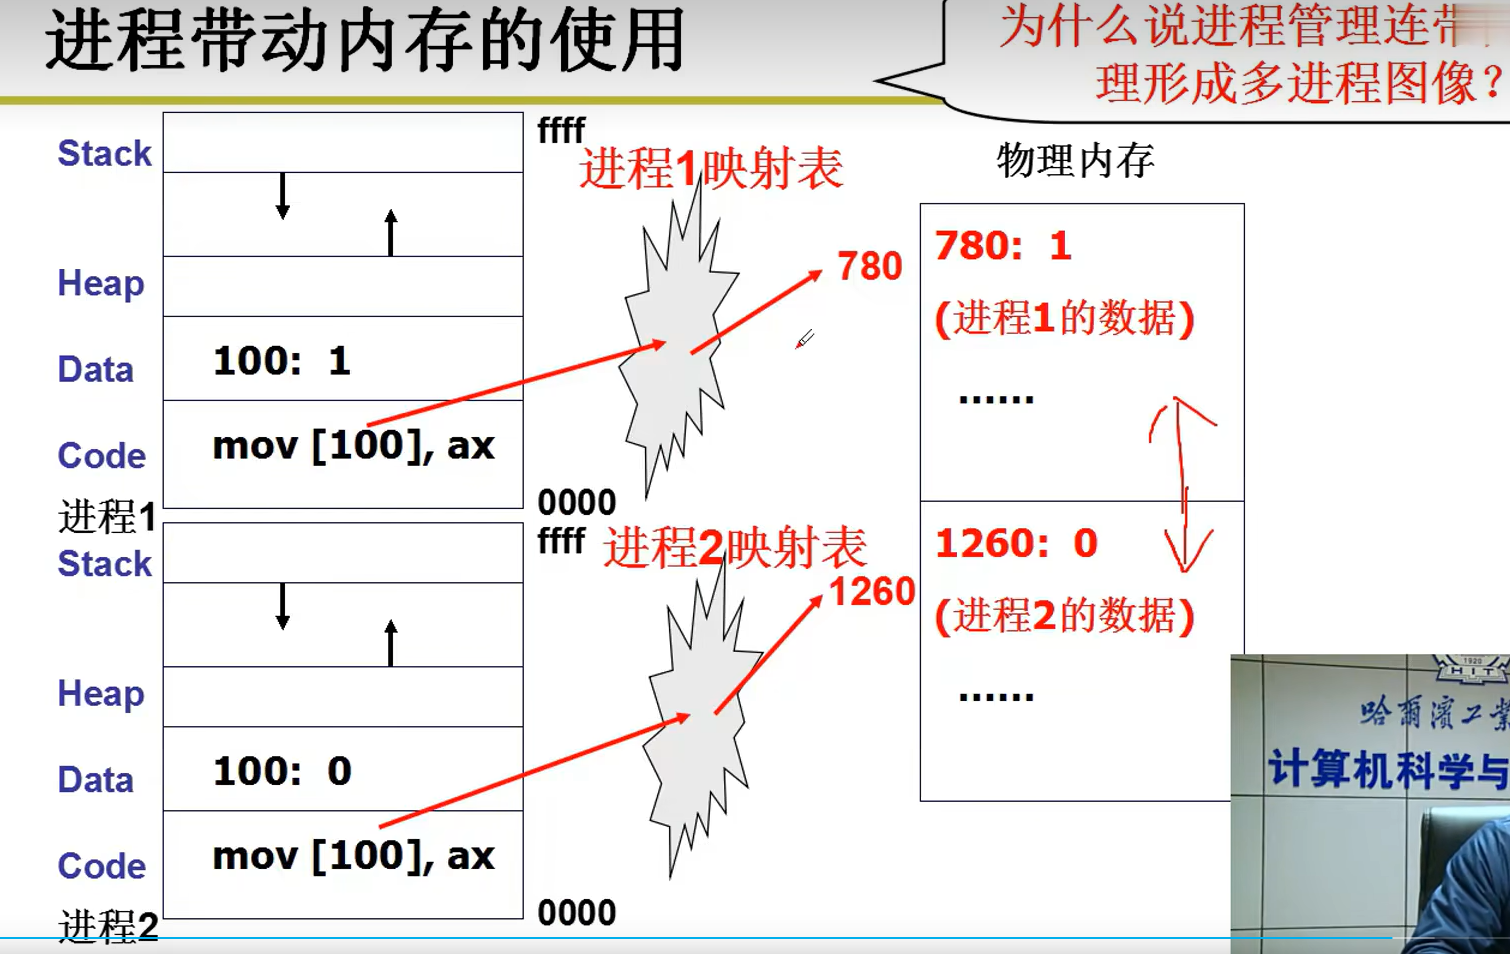 进程带动内存的使用
为什么说进程管理连带
理形成多进程图像？
Stack
ffff
进程1映射表
物理内存
780
780: 1
(进程1的数据)
......
Heap
Data
100: 1
Code
mov [100], ax
0000
进程1
ffff
进程2映射表
Stack
1260
1260: 0
(进程2的数据)
......
Heap
Data
100: 0
Code
mov [100], ax
0000
进程2
1920
HIT
哈爾濱工業
计算机科学与